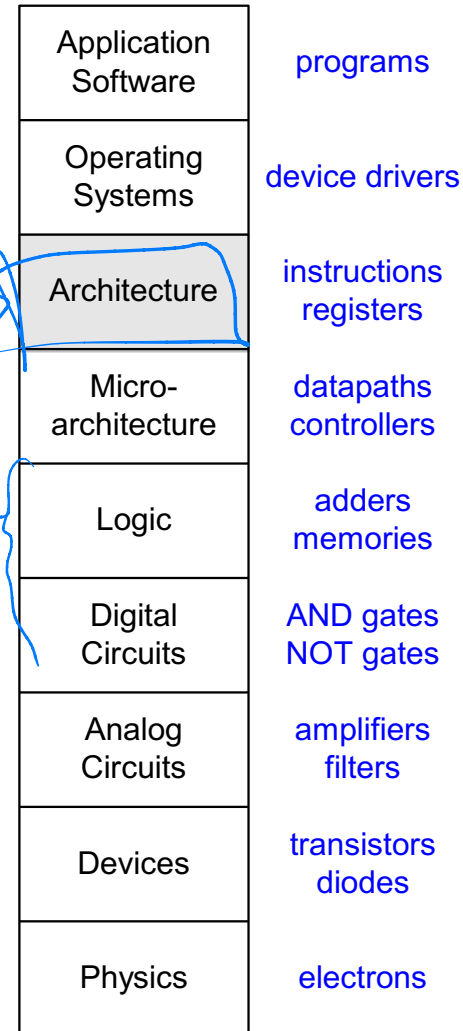 Application
Software
programs
Operating
Systems
device drivers
Architecture
instructions
registers
Micro-
architecture
datapaths
controllers
Logic
adders
memories
Digital
Circuits
AND gates
NOT gates
Analog
Circuits
amplifiers
filters
Devices
transistors
diodes
Physics
electrons